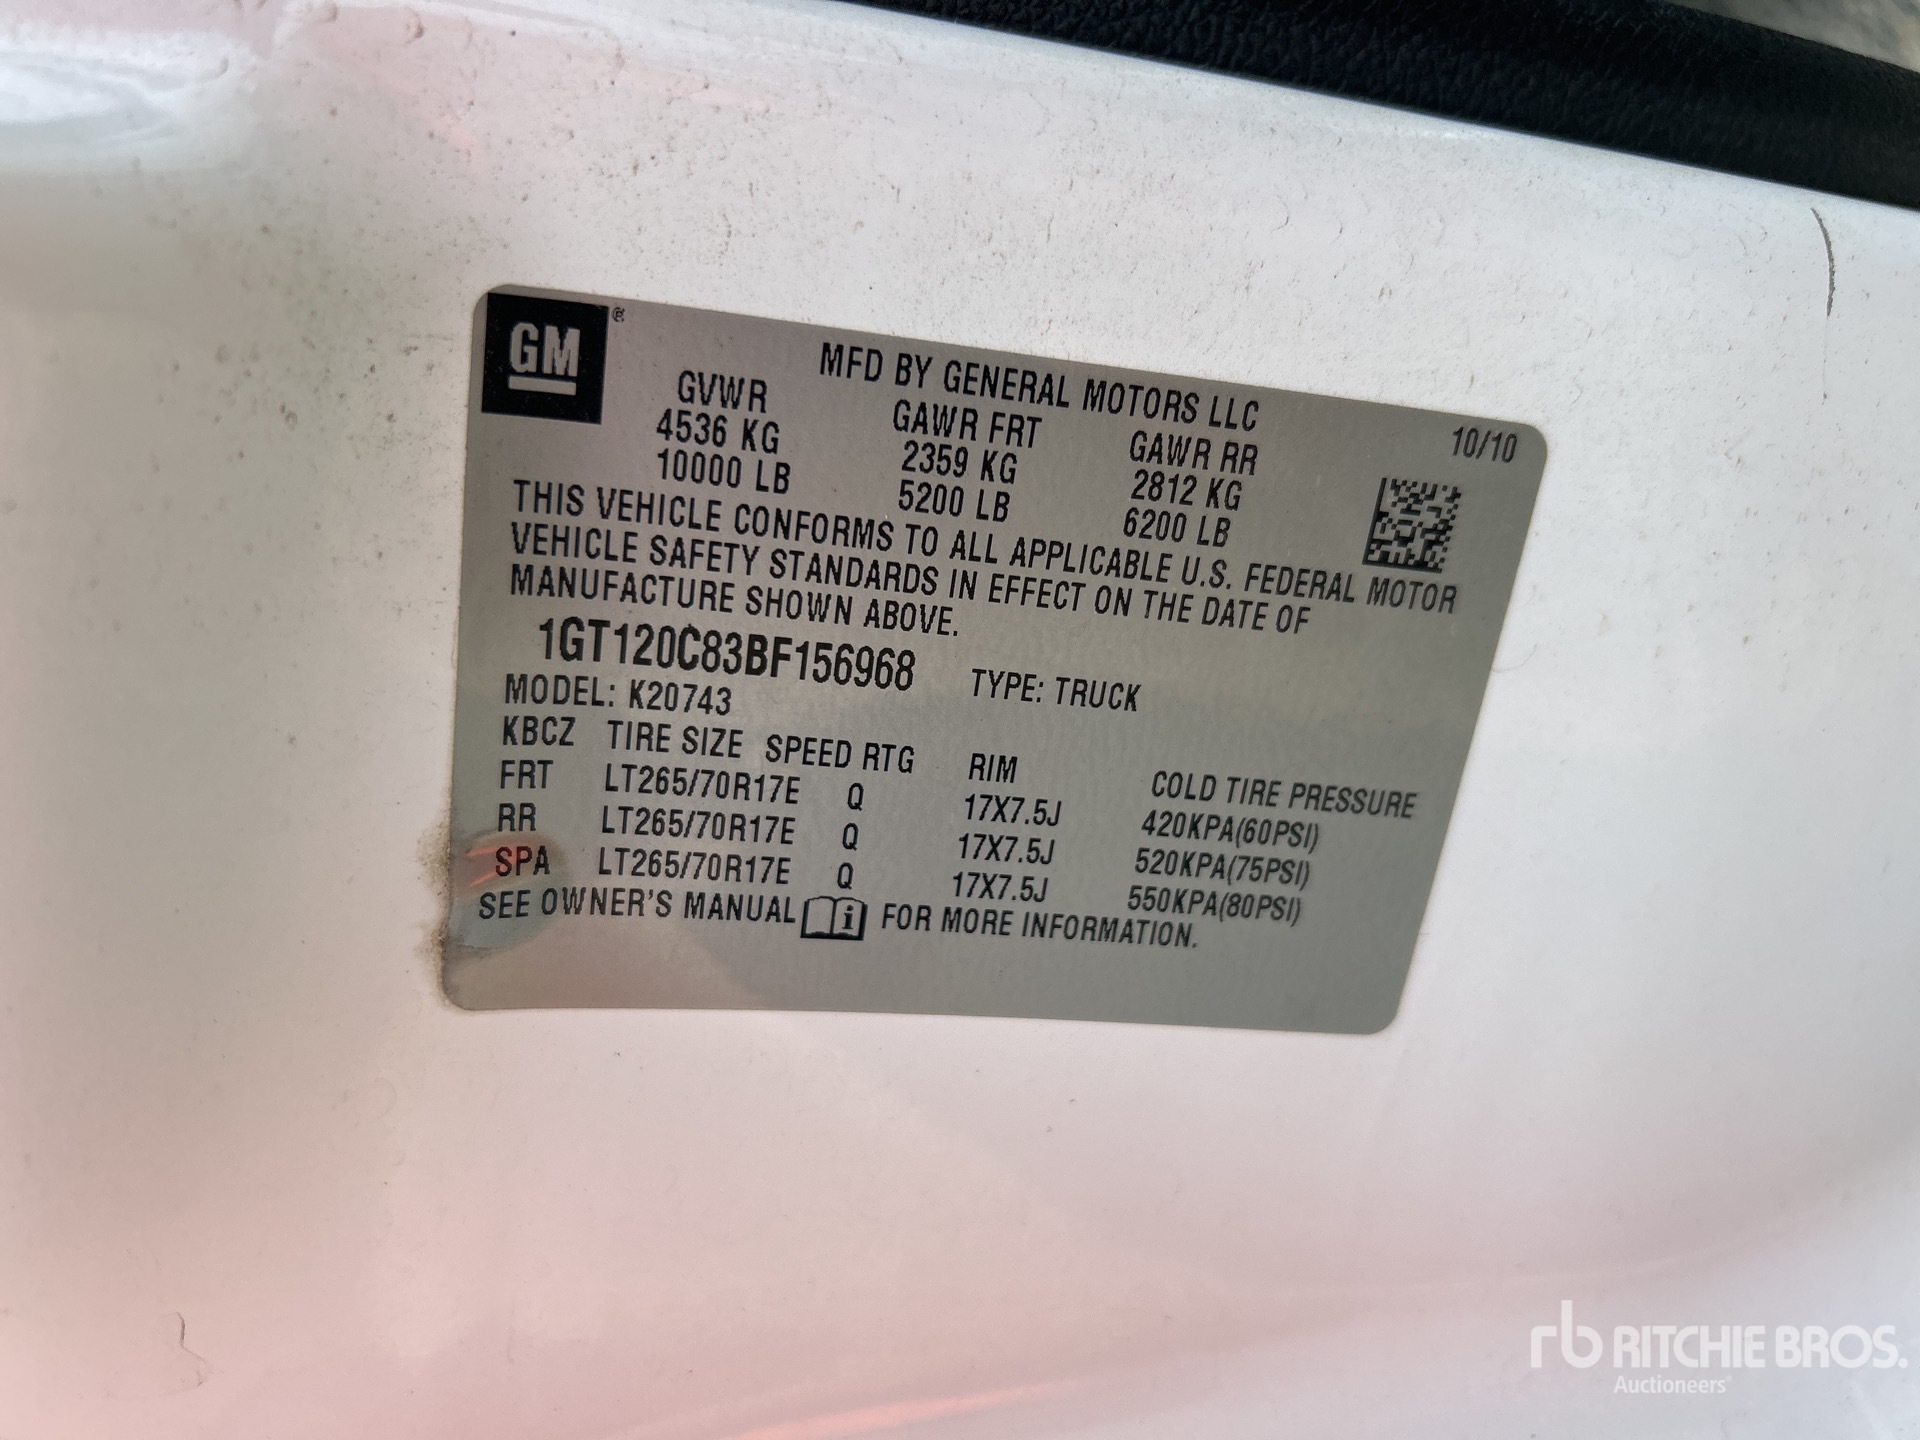 GM
MFD BY GENERAL MOTORS LLC
10/10
GVWR GAWR FRT GAWR RR
4536 KG 2359 KG 2812 KG
10000 LB 5200 LB 6200 LB
THIS VEHICLE CONFORMS TO ALL APPLICABLE U.S. FEDERAL MOTOR
VEHICLE SAFETY STANDARDS IN EFFECT ON THE DATE OF
MANUFACTURE SHOWN ABOVE.
1GT120C83BF156968 TYPE: TRUCK
MODEL: K20743
KBCZ TIRE SIZE SPEED RTG RIM COLD TIRE PRESSURE
FRT LT265/70R17E Q 17X7.5J 420KPA(60PSI)
RR LT265/70R17E Q 17X7.5J 520KPA(75PSI)
SPA LT265/70R17E Q 17X7.5J 550KPA(80PSI)
SEE OWNER'S MANUAL i FOR MORE INFORMATION.
rb RITCHIE BROS.
Auctioneers